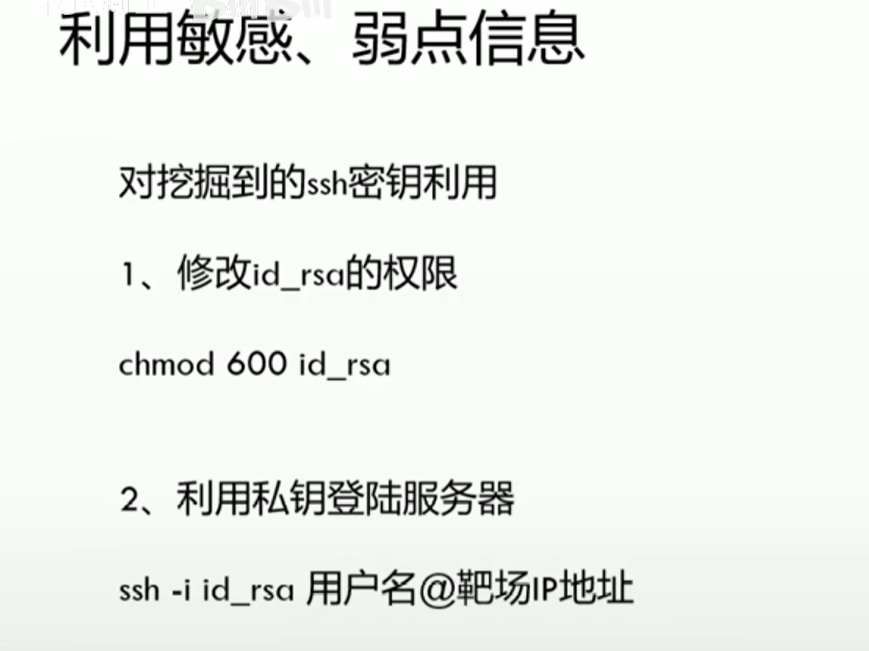 利用敏感、弱点信息
对挖掘到的ssh密钥利用
1、修改id_rsa的权限
chmod 600 id_rsa
2、利用私钥登陆服务器
ssh -i id_rsa 用户名@靶场IP地址